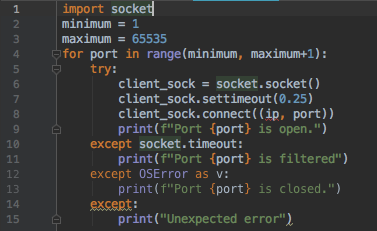 1 import socket
2 minimum = 1
3 maximum = 65535
4 for port in range(minimum, maximum+1):
5     try:
6         client_sock = socket.socket()
7         client_sock.settimeout(0.25)
8         client_sock.connect((ip, port))
9         print(f"Port {port} is open.")
10     except socket.timeout:
11         print(f"Port {port} is filtered")
12     except OSError as v:
13         print(f"Port {port} is closed.")
14     except:
15         print("Unexpected error")